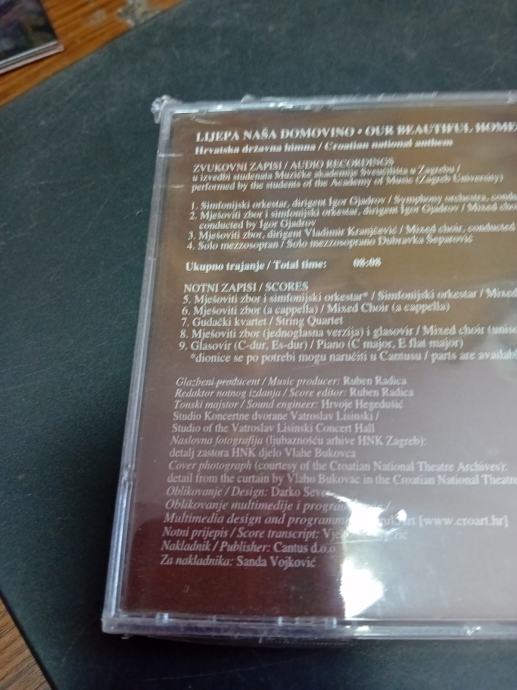 LIJEPA NAŠA DOMOVINO • OUR BEAUTIFUL HOME
Hrvatska državna himna / Croatian national anthem
ZVUKOVNI ZAPISI / AUDIO RECORDINGS
u izvedbi studenata Muzičke akademije Sveučilišta u Zagrebu /
performed by the students of the Academy of Music (Zagreb University)
1. Simfonijski orkestar, dirigent Igor Gjadrov / Symphony orchestra, condu
2. Mješoviti zbor i simfonijski orkestar, dirigent Igor Gjadrov / Mixed choir
conducted by Igor Gjadrov
3. Mješoviti zbor, dirigent Vladimir Kranjčević / Mixed choir, conducted
4. Solo mezzosopran / Solo mezzosoprano Dubravka Šeparović
Ukupno trajanje / Total time: 08:08
NOTNI ZAPISI / SCORES
5. Mješoviti zbor i simfonijski orkestar* / Simfonijski orkestar / Mixed
6. Mješoviti zbor (a cappella) / Mixed Choir (a cappella)
7. Gudački kvartet / String Quartet
8. Mješoviti zbor (jednoglasna verzija) i glasovir / Mixed choir (uniso
9. Glasovir (C-dur, Es-dur) / Piano (C major, E flat major)
*dionice se po potrebi mogu naručiti u Cantusu / parts are availab
Glazbeni producent / Music producer: Ruben Radica
Redaktor notnog izdanja / Score editor: Ruben Radica
Tonski majstor / Sound engineer: Hrvoje Hegedušić
Studio Koncertne dvorane Vatroslav Lisinski /
Studio of the Vatroslav Lisinski Concert Hall
Naslovna fotografija (ljubaznošću arhive HNK Zagreb):
detalj zastora HNK djelo Vlahe Bukovca
Cover photograph (courtesy of the Croatian National Theatre Archives):
detail from the curtain by Vlaho Bukovac in the Croatian National Theatre
Oblikovanje / Design: Darko
Oblikovanje multimedije i
Multimedia design and [www.croart.hr]
Notni prijepis / Score transcript:
Nakladnik / Publisher: Cantus d.o.o
Za nakladnika: Sanda Vojković